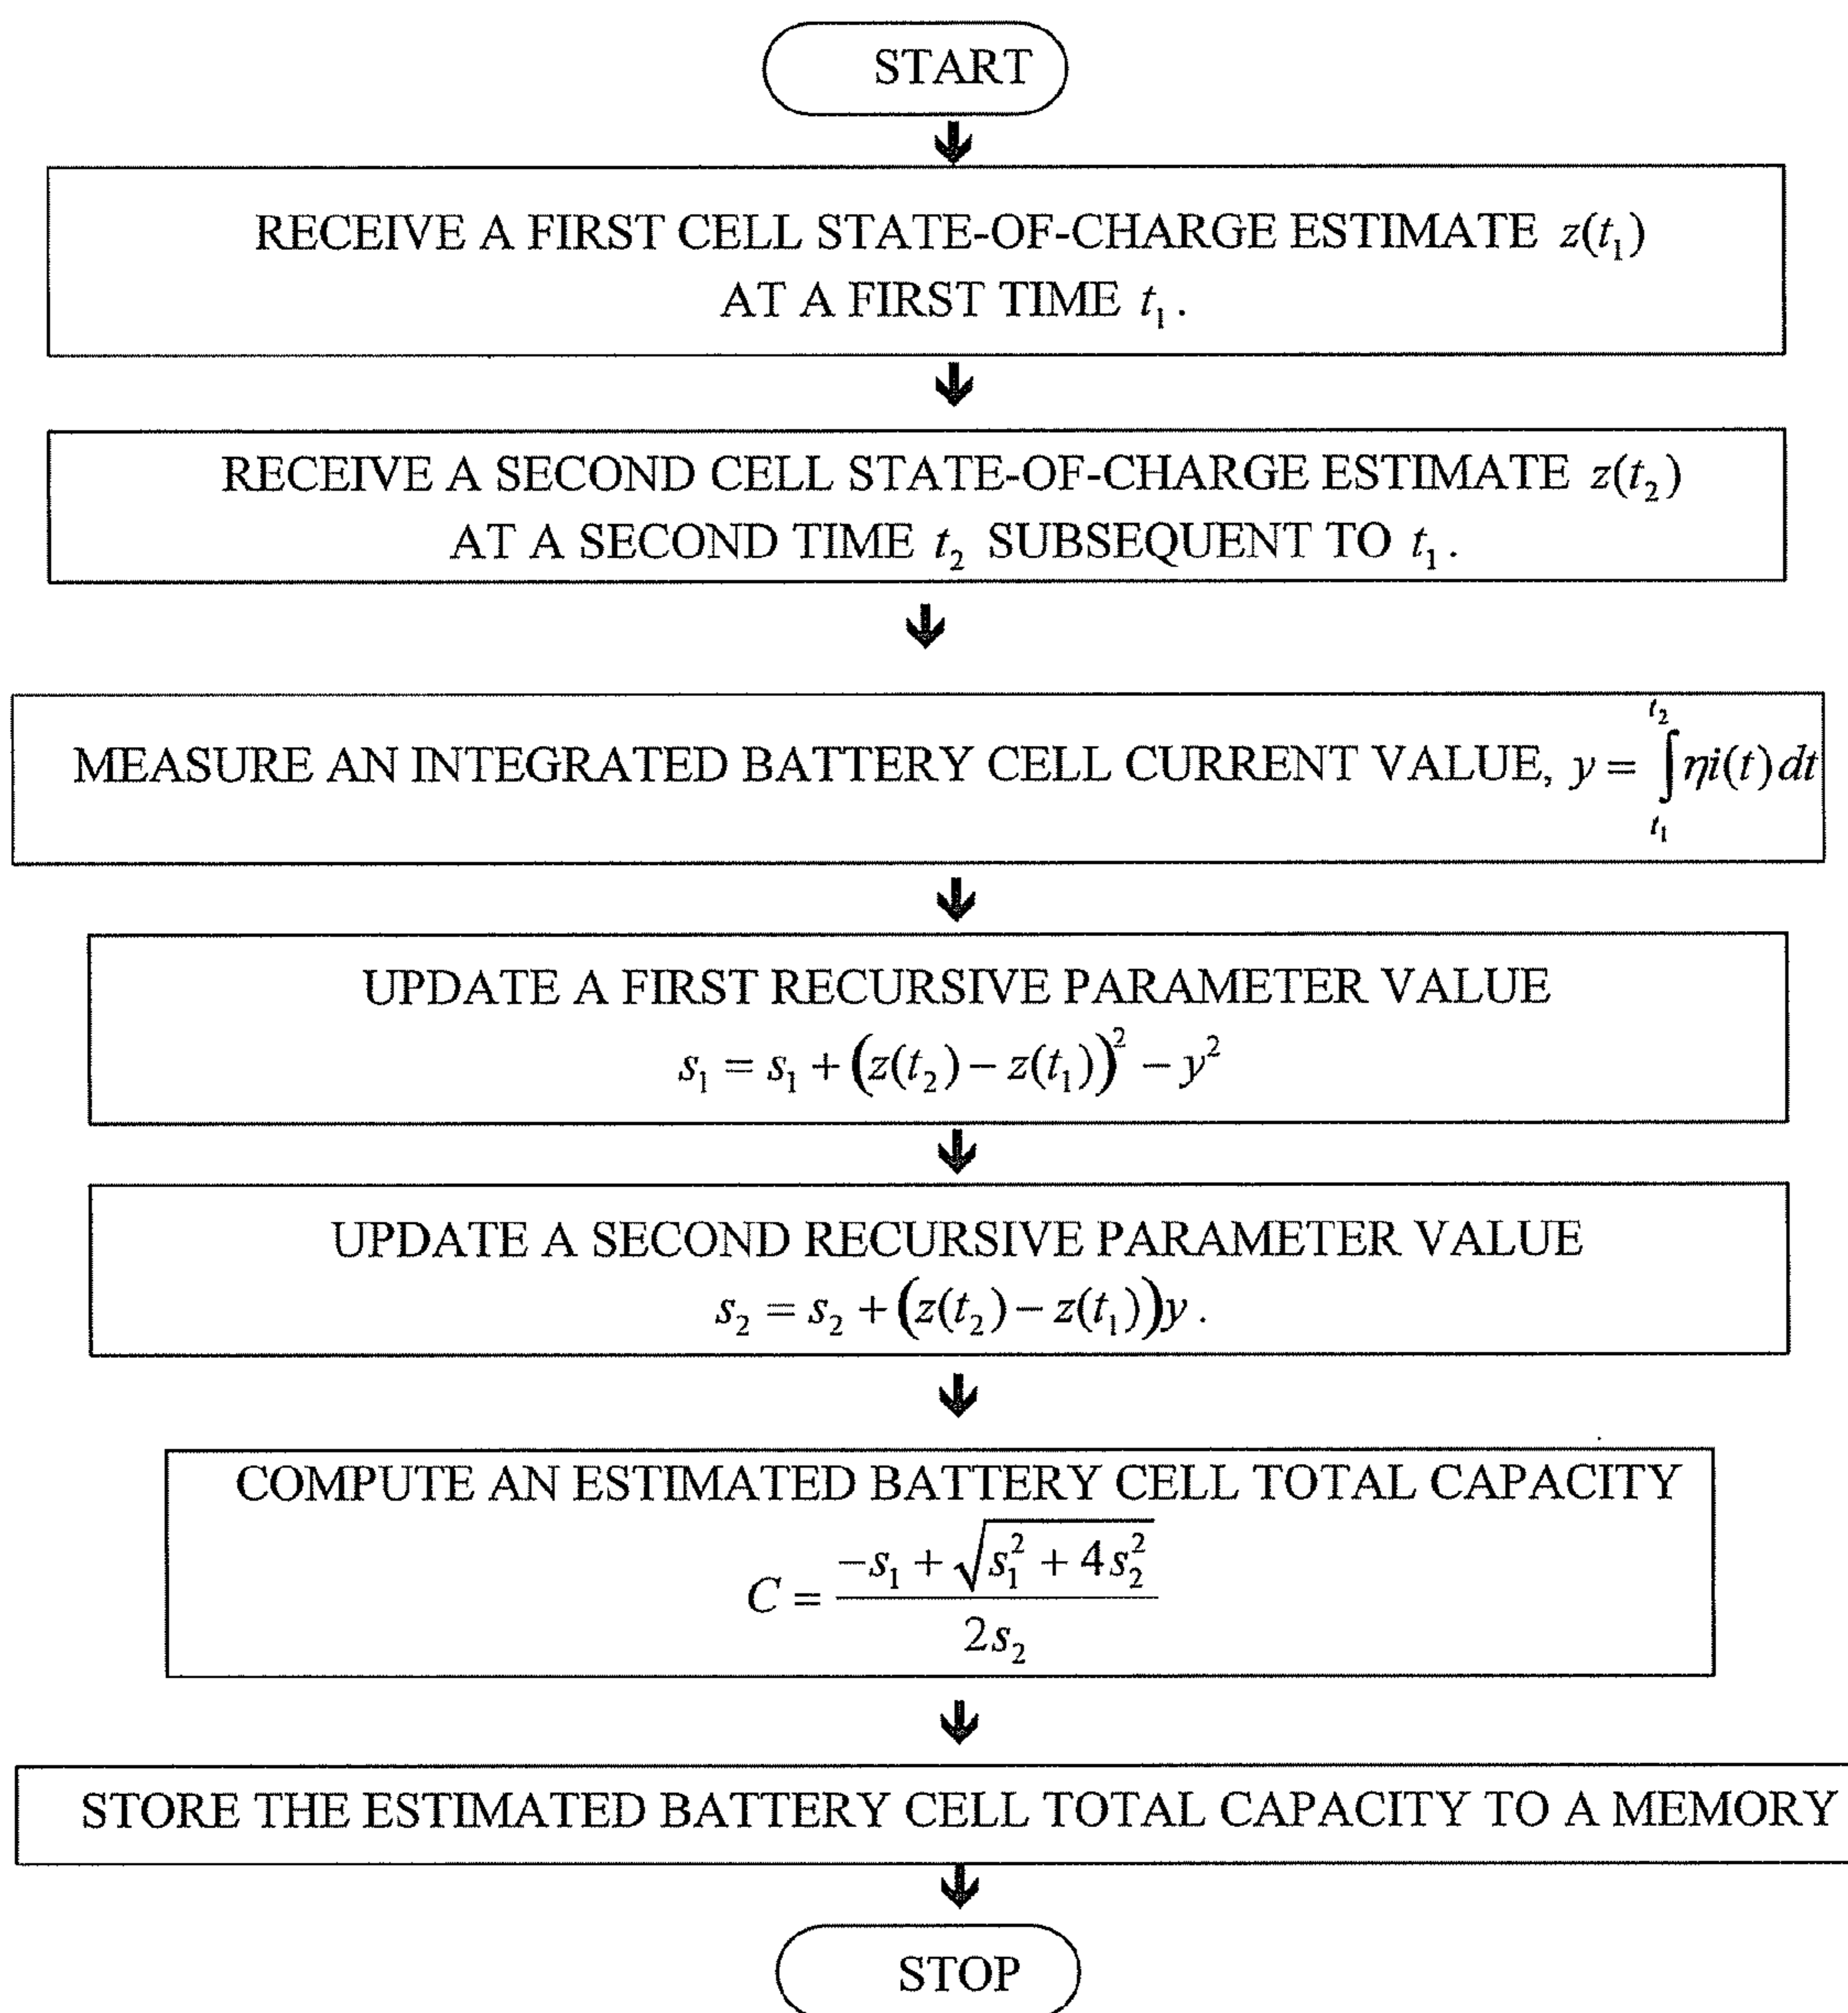 START
RECEIVE A FIRST CELL STATE-OF-CHARGE ESTIMATE z(t₁)
AT A FIRST TIME t₁.
RECEIVE A SECOND CELL STATE-OF-CHARGE ESTIMATE z(t₂)
AT A SECOND TIME t₂ SUBSEQUENT TO t₁.
MEASURE AN INTEGRATED BATTERY CELL CURRENT VALUE, y = ∫_{t₁}^{t₂} ηi(t) dt
UPDATE A FIRST RECURSIVE PARAMETER VALUE
s₁ = s₁ + (z(t₂) − z(t₁))² − y²
UPDATE A SECOND RECURSIVE PARAMETER VALUE
s₂ = s₂ + (z(t₂) − z(t₁))y.
COMPUTE AN ESTIMATED BATTERY CELL TOTAL CAPACITY
C = (−s₁ + √(s₁² + 4s₂²)) / 2s₂
STORE THE ESTIMATED BATTERY CELL TOTAL CAPACITY TO A MEMORY
STOP